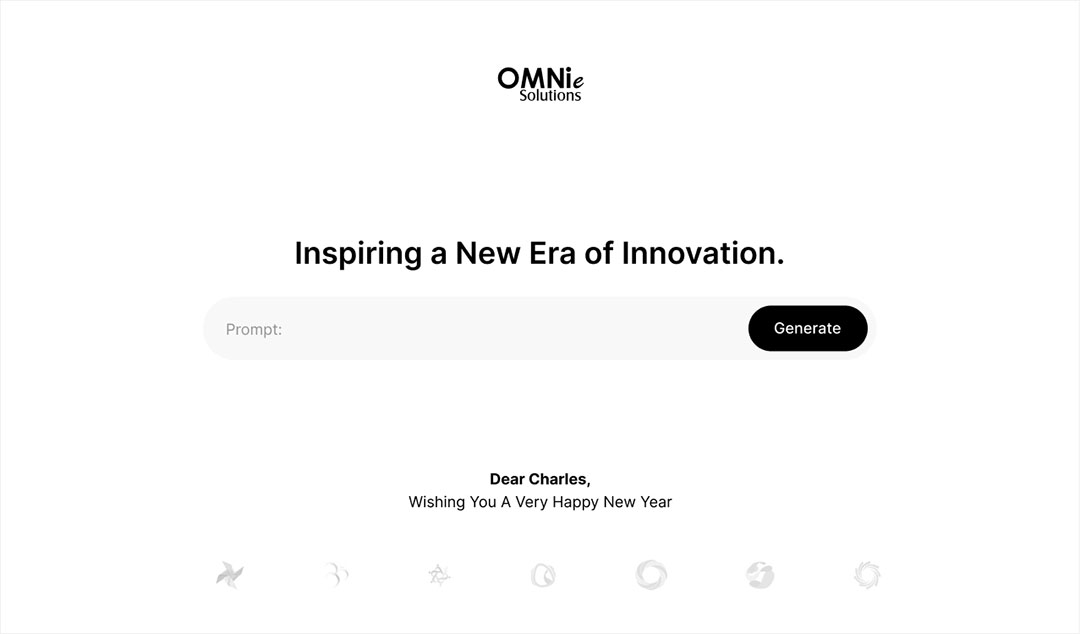 OMNie
Solutions
Inspiring a New Era of Innovation.
Prompt:
Generate
Dear Charles,
Wishing You A Very Happy New Year